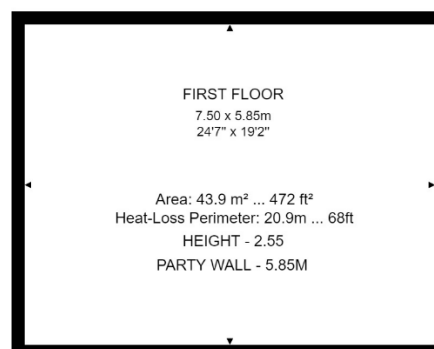 FIRST FLOOR
7.50 x 5.85m
24'7" x 19'2"
Area: 43.9 m² ... 472 ft²
Heat-Loss Perimeter: 20.9m ... 68ft
HEIGHT - 2.55
PARTY WALL - 5.85M